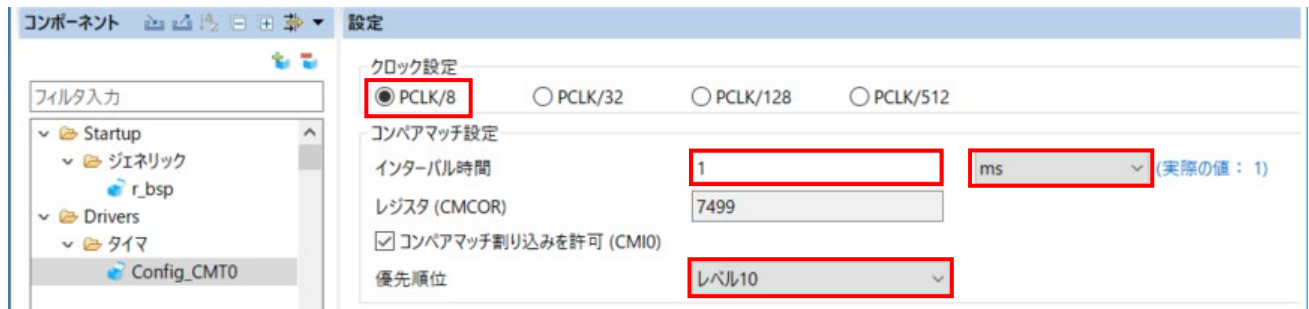 コンポーネント
設定
フィルタ入力
Startup
ジェネリック
r_bsp
Drivers
タイマ
Config_CMT0
クロック設定
PCLK/8 PCLK/32 PCLK/128 PCLK/512
コンペアマッチ設定
インターバル時間 1 ms (実際の値： 1)
レジスタ (CMCOR) 7499
コンペアマッチ割り込みを許可 (CMI0)
優先順位 レベル10